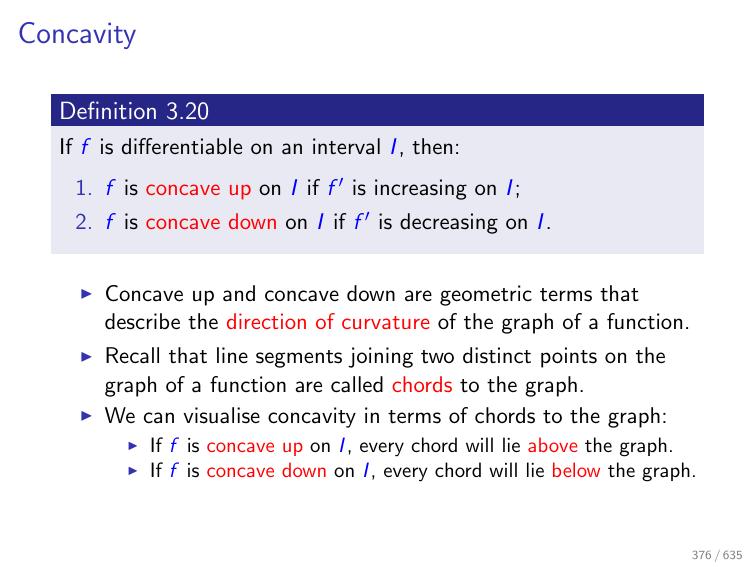 Concavity
Definition 3.20
If f is differentiable on an interval I, then:
1. f is concave up on I if f′ is increasing on I;
2. f is concave down on I if f′ is decreasing on I.
▶ Concave up and concave down are geometric terms that
describe the direction of curvature of the graph of a function.
▶ Recall that line segments joining two distinct points on the
graph of a function are called chords to the graph.
▶ We can visualise concavity in terms of chords to the graph:
▶ If f is concave up on I, every chord will lie above the graph.
▶ If f is concave down on I, every chord will lie below the graph.
376 / 635